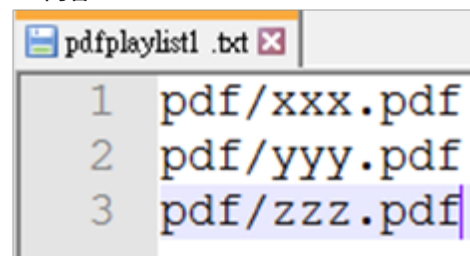 pdfplaylist1 .txt
1 pdf/xxx.pdf
2 pdf/yyy.pdf
3 pdf/zzz.pdf